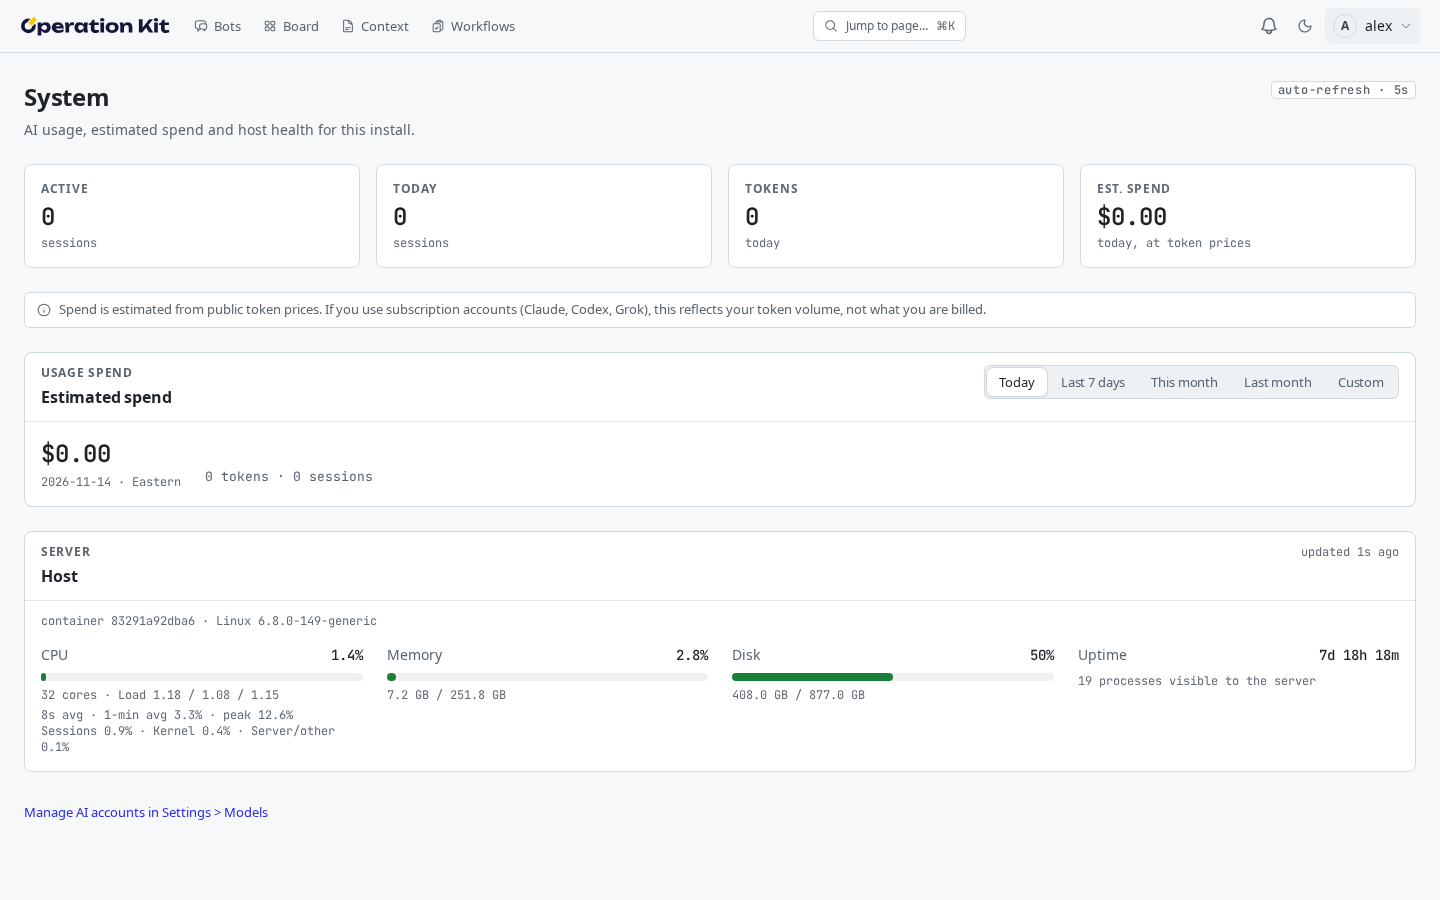 Operation Kit
Bots
Board
Context
Workflows
Jump to page... ⌘K
A alex
System
auto-refresh · 5s
AI usage, estimated spend and host health for this install.
ACTIVE
0
sessions
TODAY
0
sessions
TOKENS
0
today
EST. SPEND
$0.00
today, at token prices
Spend is estimated from public token prices. If you use subscription accounts (Claude, Codex, Grok), this reflects your token volume, not what you are billed.
USAGE SPEND
Estimated spend
Today
Last 7 days
This month
Last month
Custom
$0.00
2026-11-14 · Eastern
0 tokens · 0 sessions
SERVER
updated 1s ago
Host
container 83291a92dba6 · Linux 6.8.0-149-generic
CPU 1.4%
32 cores · Load 1.18 / 1.08 / 1.15
8s avg · 1-min avg 3.3% · peak 12.6%
Sessions 0.9% · Kernel 0.4% · Server/other
0.1%
Memory 2.8%
7.2 GB / 251.8 GB
Disk 50%
408.0 GB / 877.0 GB
Uptime 7d 18h 18m
19 processes visible to the server
Manage AI accounts in Settings > Models